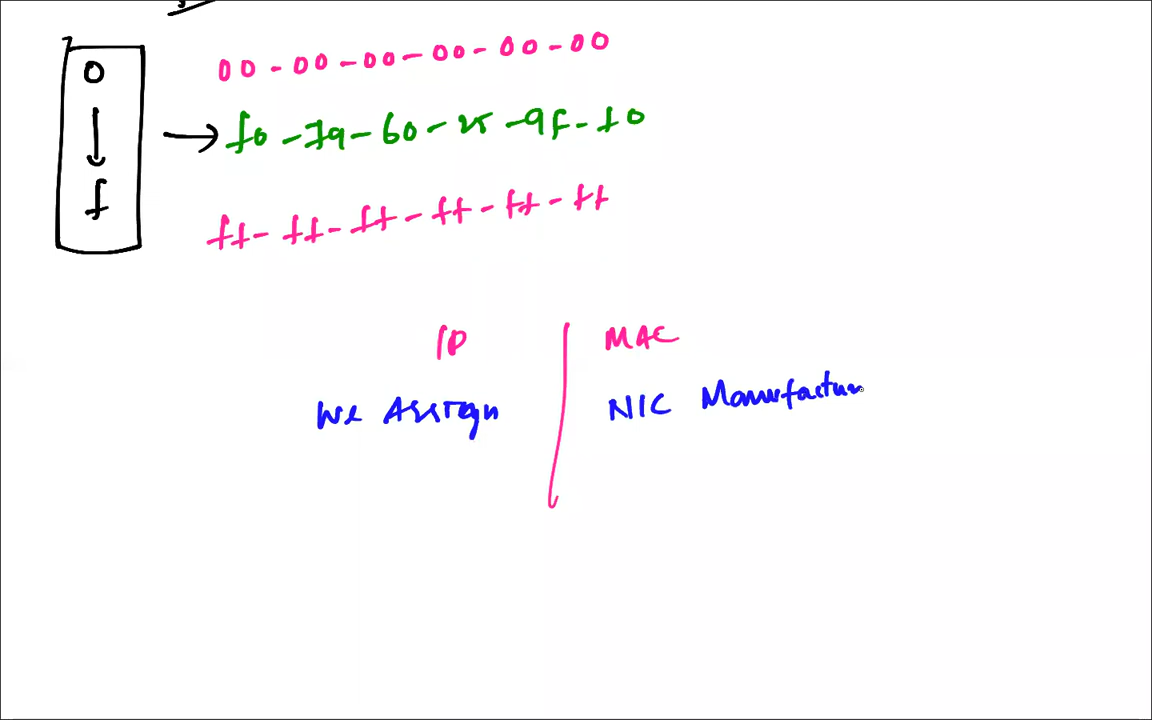 0
↓
f
00-00-00-00-00-00
→ f0-79-60-25-9f-f0
ff-ff-ff-ff-ff-ff
IP | MAC
We Assign | NIC Manufactur